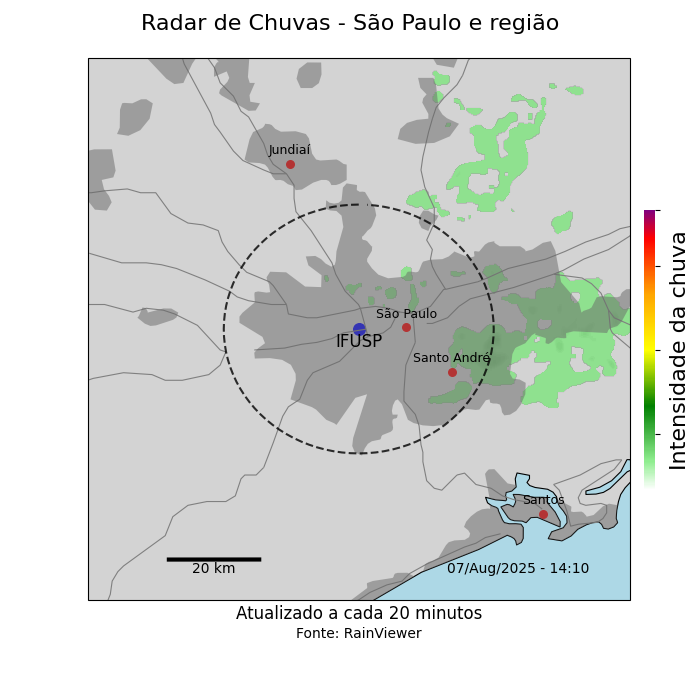 Radar de Chuvas - São Paulo e região
Jundiaí
São Paulo
IFUSP
Santo André
Santos
20 km
07/Aug/2025 - 14:10
Intensidade da chuva
Atualizado a cada 20 minutos
Fonte: RainViewer